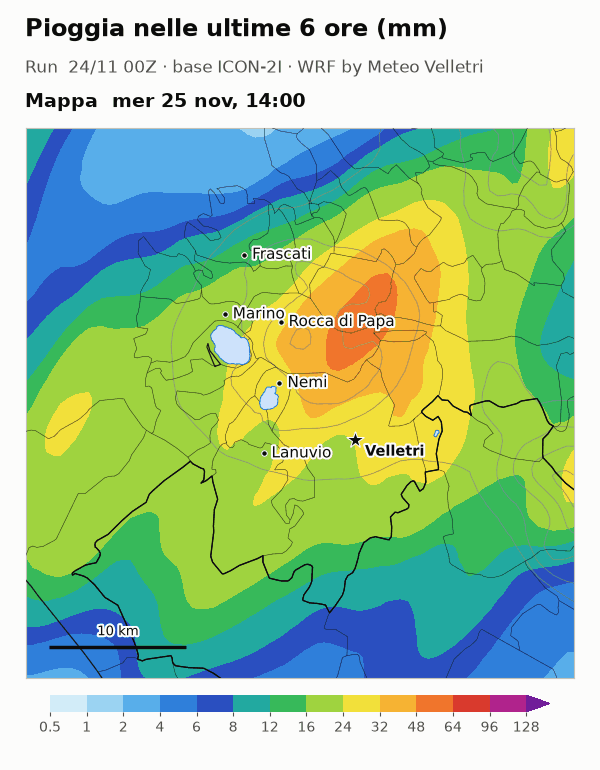 Pioggia nelle ultime 6 ore (mm)
Run  24/11 00Z · base ICON-2I · WRF by Meteo Velletri
Mappa  mer 25 nov, 14:00
Frascati
Marino
Rocca di Papa
Nemi
Velletri
Lanuvio
10 km
0.5 1 2 4 6 8 12 16 24 32 48 64 96 128